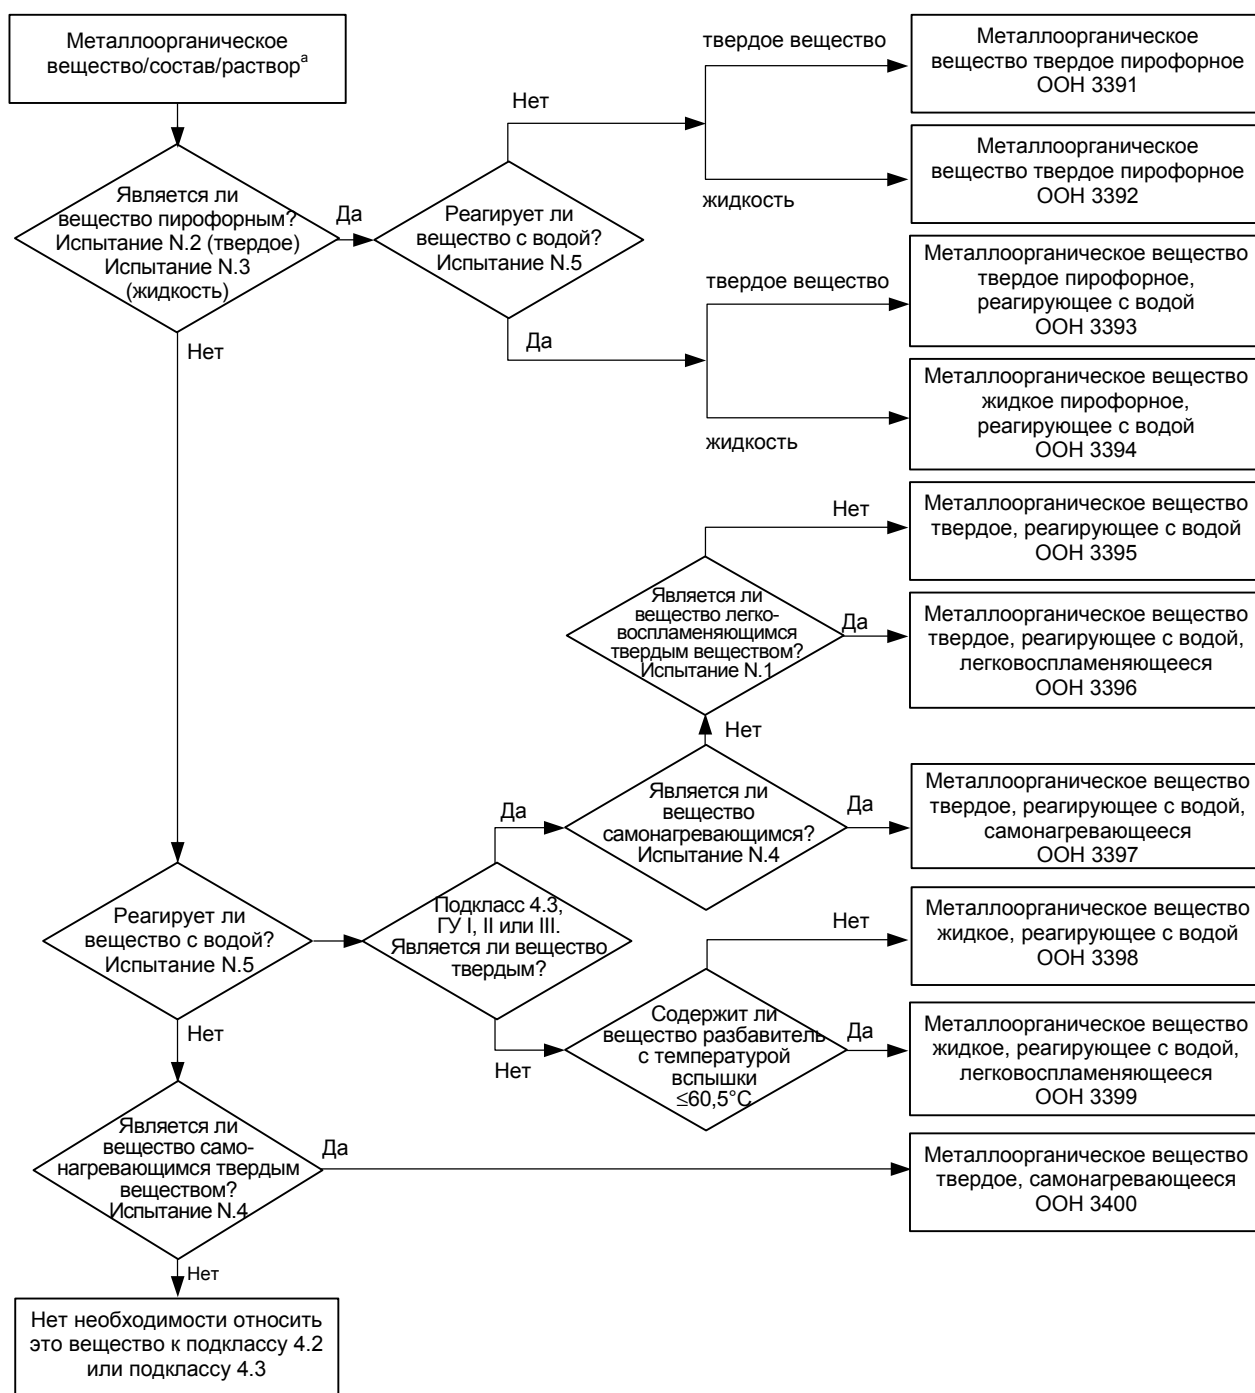 Металлоорганическое
вещество/состав/растворᵃ
твердое вещество
Металлоорганическое
вещество твердое пирофорное
ООН 3391
Нет
Металлоорганическое
вещество твердое пирофорное
ООН 3392
жидкость
Является ли
вещество пирофорным?
Испытание N.2 (твердое)
Испытание N.3
(жидкость)
Да
Реагирует ли
вещество с водой?
Испытание N.5
твердое вещество
Металлоорганическое вещество
твердое пирофорное,
реагирующее с водой
ООН 3393
Да
Нет
жидкость
Металлоорганическое вещество
жидкое пирофорное,
реагирующее с водой
ООН 3394
Нет
Металлоорганическое вещество
твердое, реагирующее с водой
ООН 3395
Является ли
вещество легко-
воспламеняющимся
твердым веществом?
Испытание N.1
Да
Металлоорганическое вещество
твердое, реагирующее с водой,
легковоспламеняющееся
ООН 3396
Нет
Да
Является ли
вещество
самонагревающимся?
Испытание N.4
Да
Металлоорганическое вещество
твердое, реагирующее с водой,
самонагревающееся
ООН 3397
Реагирует ли
вещество с водой?
Испытание N.5
Подкласс 4.3,
ГУ I, II или III.
Является ли вещество
твердым?
Нет
Металлоорганическое вещество
жидкое, реагирующее с водой
ООН 3398
Нет
Нет
Содержит ли
вещество разбавитель
с температурой
вспышки
≤60,5°C
Да
Металлоорганическое вещество
жидкое, реагирующее с водой,
легковоспламеняющееся
ООН 3399
Является ли
вещество само-
нагревающимся твердым
веществом?
Испытание N.4
Да
Металлоорганическое вещество
твердое, самонагревающееся
ООН 3400
Нет
Нет необходимости относить
это вещество к подклассу 4.2
или подклассу 4.3